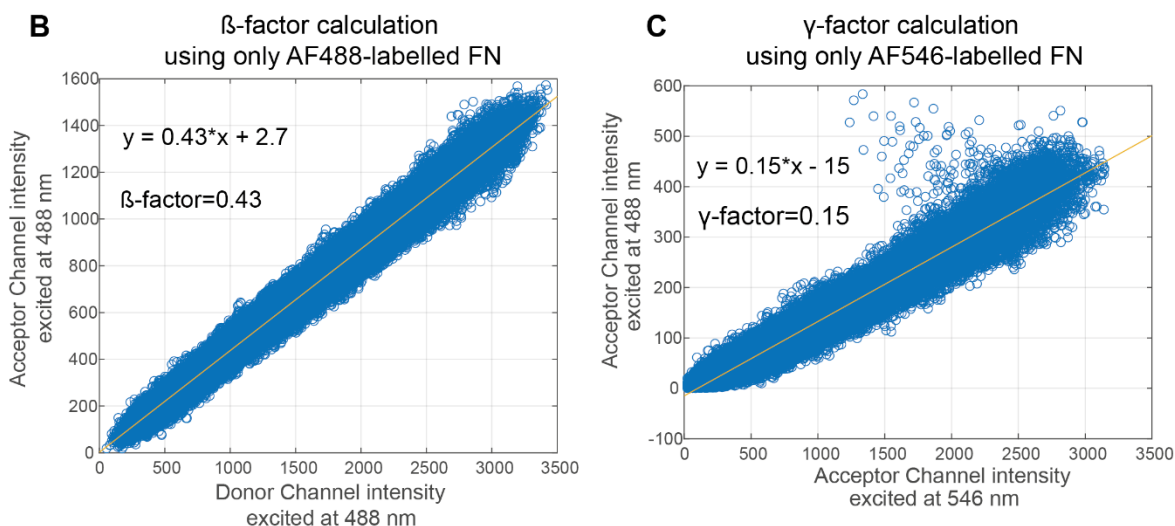 B
ß-factor calculation
using only AF488-labelled FN
1600
1400
1200
1000
800
600
400
200
0
y = 0.43*x + 2.7
ß-factor=0.43
Acceptor Channel intensity
excited at 488 nm
0 500 1000 1500 2000 2500 3000 3500
Donor Channel intensity
excited at 488 nm
C
γ-factor calculation
using only AF546-labelled FN
600
500
400
300
200
100
0
-100
y = 0.15*x - 15
γ-factor=0.15
Acceptor Channel intensity
excited at 488 nm
0 500 1000 1500 2000 2500 3000 3500
Acceptor Channel intensity
excited at 546 nm